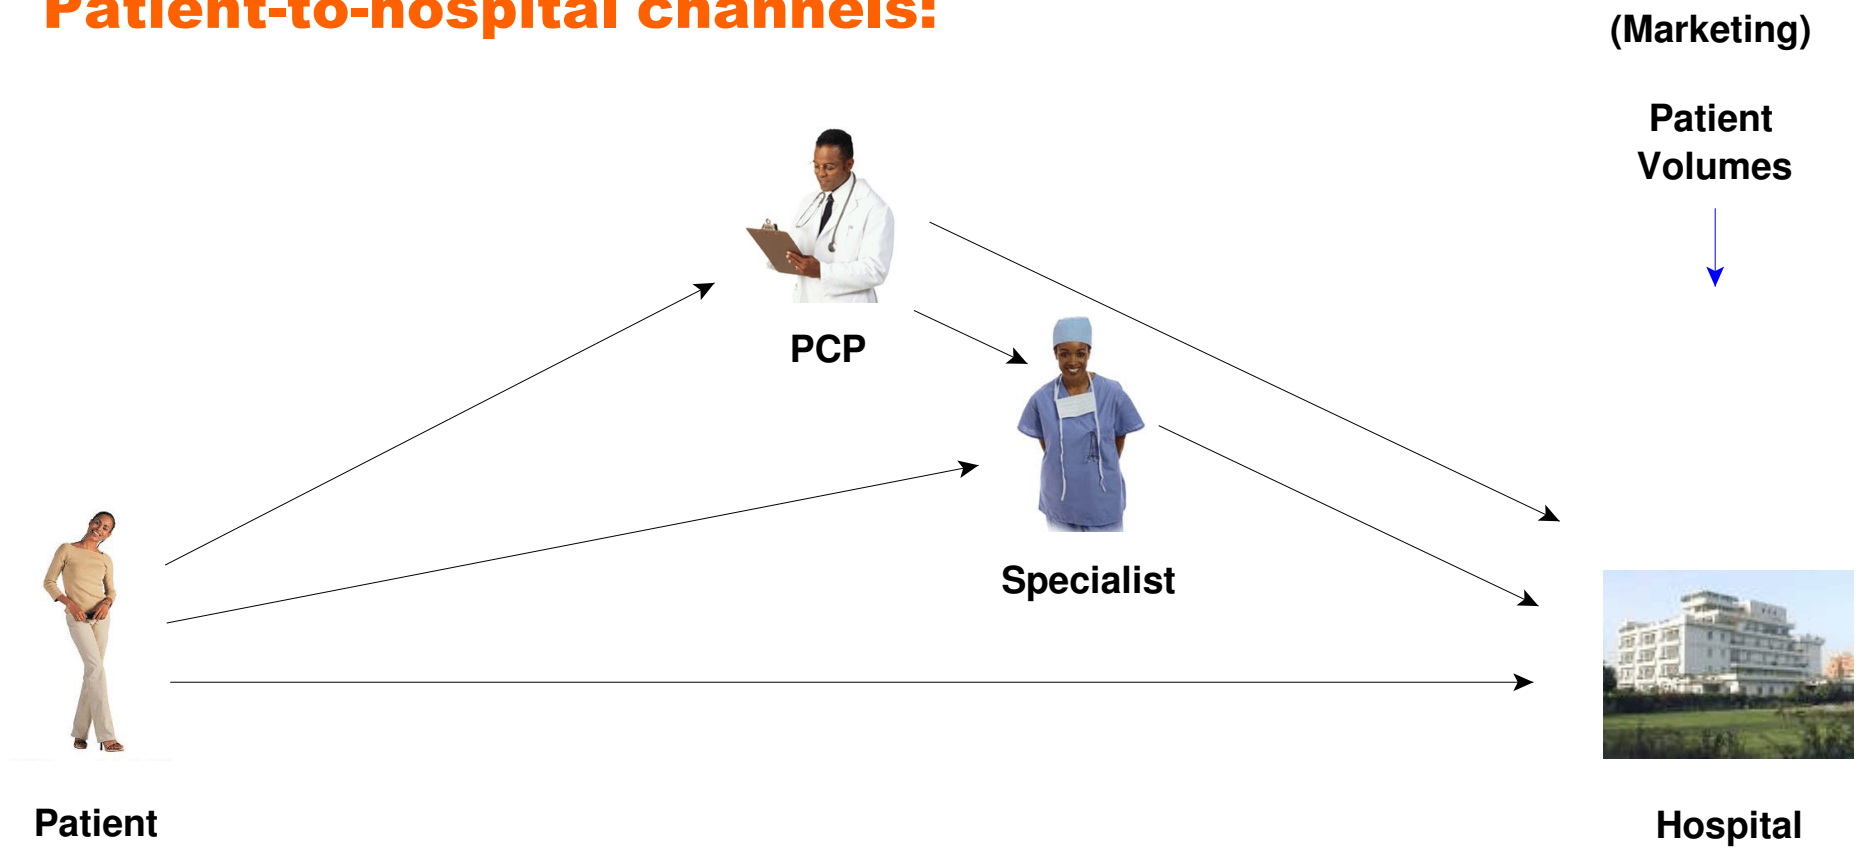 Patient-to-hospital channels:
(Marketing)
Patient
Volumes
PCP
Specialist
Patient
Hospital